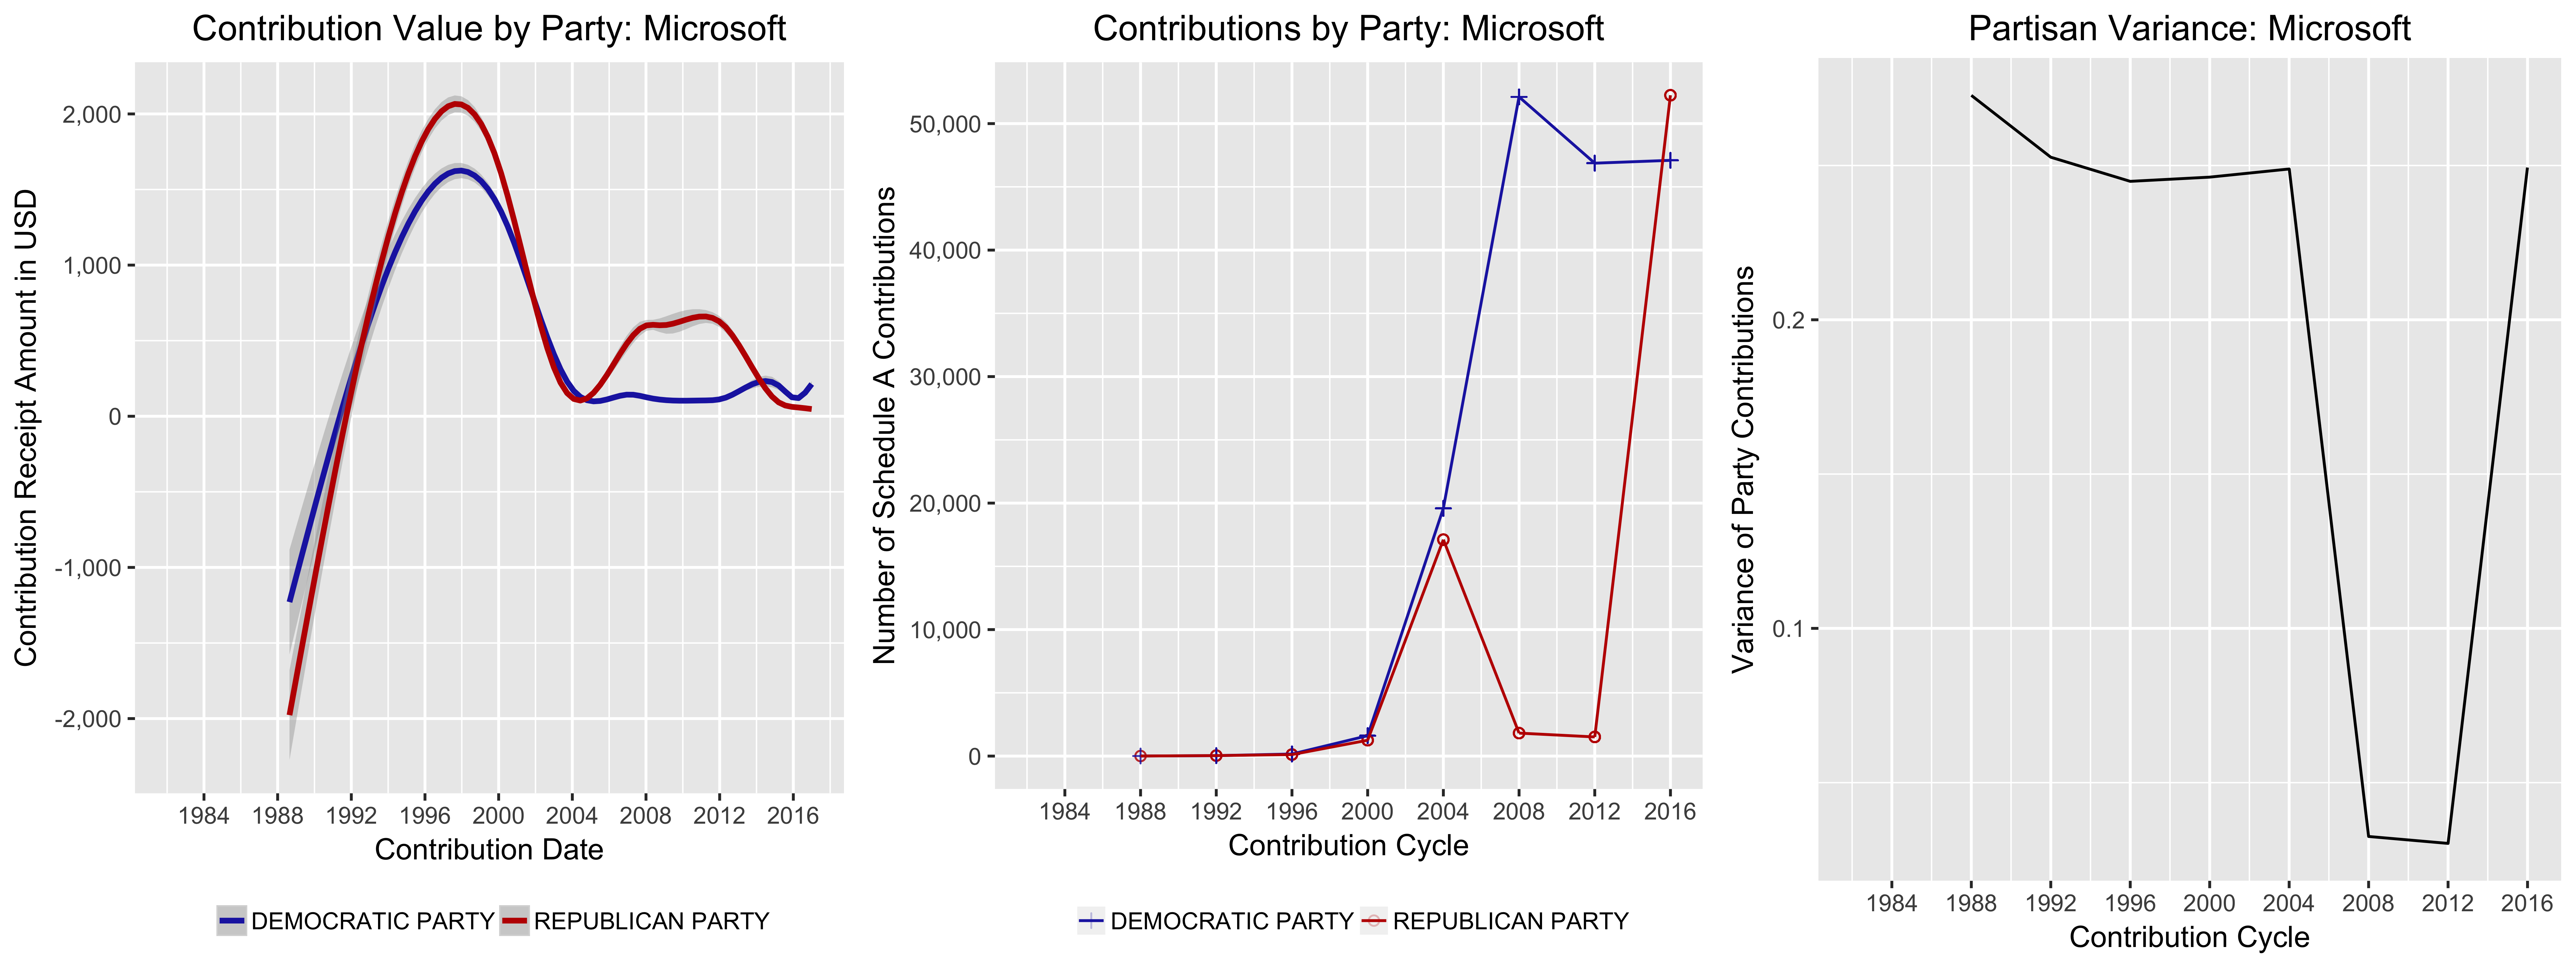 Contribution Value by Party: Microsoft
Contribution Receipt Amount in USD
2,000
1,000
0
-1,000
-2,000
1984 1988 1992 1996 2000 2004 2008 2012 2016
Contribution Date
DEMOCRATIC PARTY REPUBLICAN PARTY
Contributions by Party: Microsoft
Number of Schedule A Contributions
50,000
40,000
30,000
20,000
10,000
0
1984 1988 1992 1996 2000 2004 2008 2012 2016
Contribution Cycle
DEMOCRATIC PARTY REPUBLICAN PARTY
Partisan Variance: Microsoft
Variance of Party Contributions
0.2
0.1
1984 1988 1992 1996 2000 2004 2008 2012 2016
Contribution Cycle